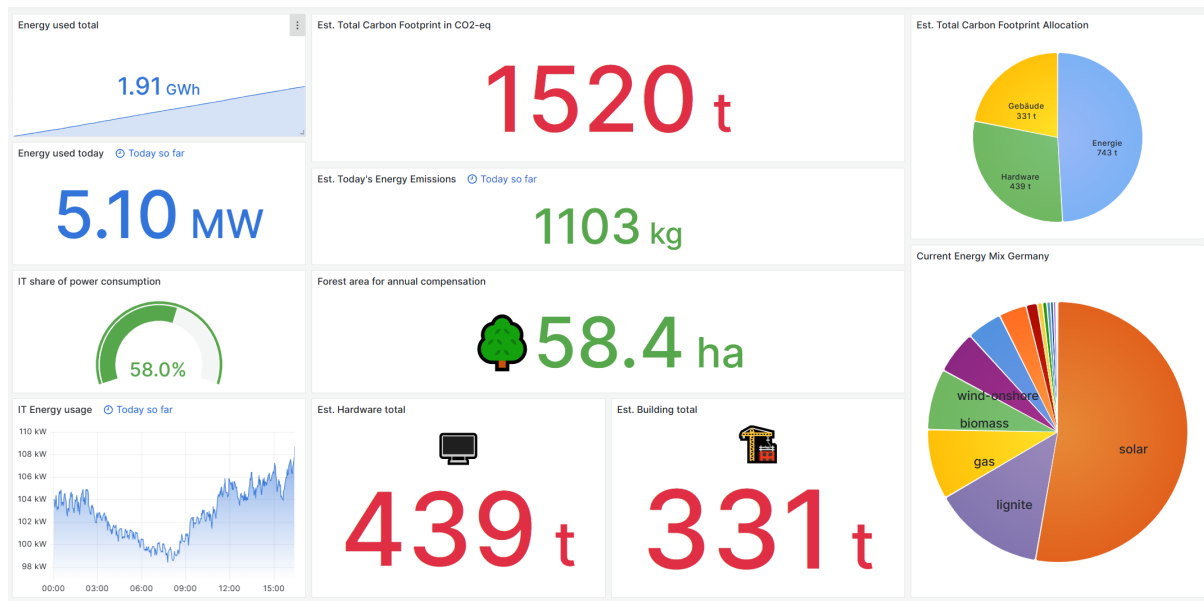 Energy used total
1.91 GWh
Energy used today Today so far
5.10 MW
IT share of power consumption
58.0%
IT Energy usage Today so far
110 kW
108 kW
106 kW
104 kW
102 kW
100 kW
98 kW
00:00 03:00 06:00 09:00 12:00 15:00
Est. Total Carbon Footprint in CO2-eq
1520 t
Est. Today's Energy Emissions Today so far
1103 kg
Forest area for annual compensation
58.4 ha
Est. Hardware total
439 t
Est. Building total
331 t
Est. Total Carbon Footprint Allocation
Gebäude
331 t
Energie
743 t
Hardware
439 t
Current Energy Mix Germany
wind-onshore
biomass
solar
gas
lignite